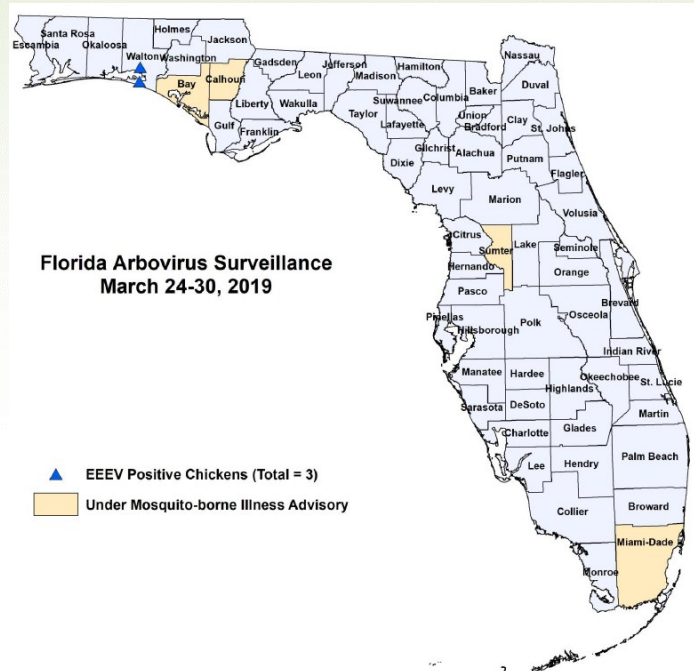 Holmes
Santa Rosa
Jackson
Escambia
Okaloosa
Walton
Washington
Gadsden
Jefferson
Hamilton
Nassau
Bay
Calhoun
Leon
Madison
Baker
Duval
Liberty
Wakulla
Suwannee
Columbia
Taylor
Lafayette
Union
Bradford
Clay
St. Johns
Gulf
Franklin
Gilchrist
Dixie
Alachua
Putnam
Flagler
Levy
Marion
Volusia
Citrus
Sumter
Lake
Seminole
Hernando
Orange
Pasco
Brevard
Osceola
Pinellas
Hillsborough
Polk
Indian River
Manatee
Hardee
Okeechobee
St. Lucie
Highlands
Sarasota
DeSoto
Martin
Charlotte
Glades
Lee
Hendry
Palm Beach
Collier
Broward
Miami-Dade
Monroe
Florida Arbovirus Surveillance
March 24-30, 2019
EEEV Positive Chickens (Total = 3)
Under Mosquito-borne Illness Advisory